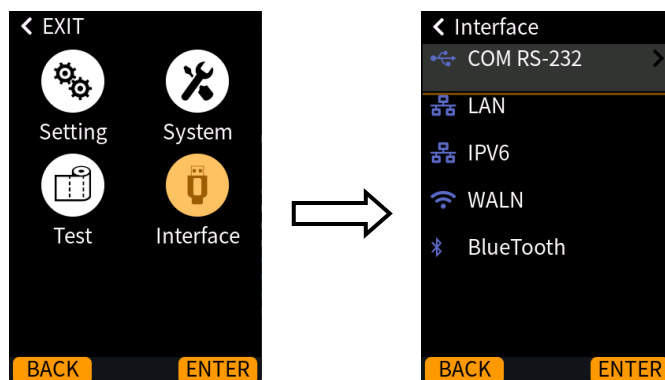 EXIT
Setting System
Test Interface
BACK ENTER
Interface
COM RS-232
LAN
IPV6
WALN
BlueTooth
BACK ENTER